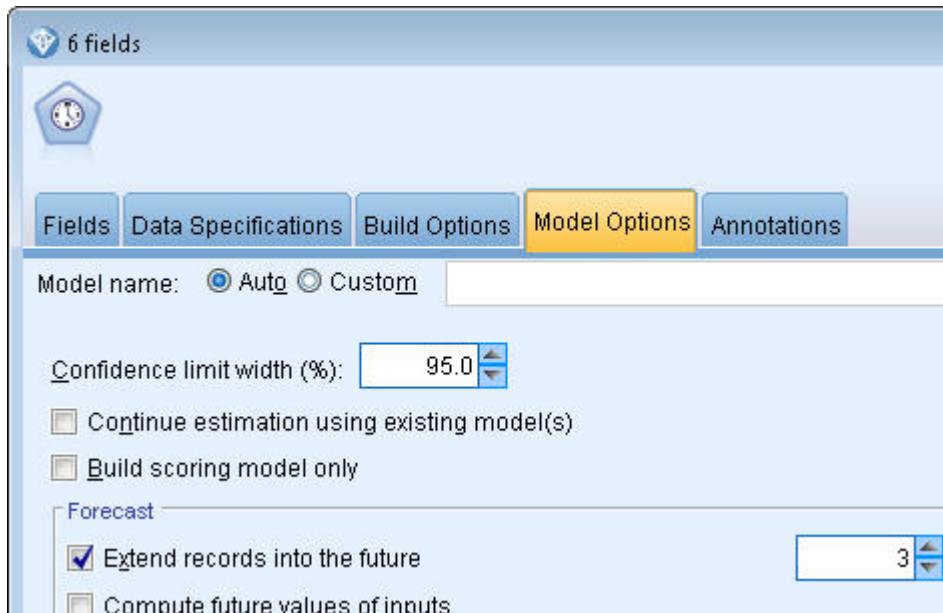 6 fields
Fields Data Specifications Build Options Model Options Annotations
Model name: Auto Custom
Confidence limit width (%): 95.0
Continue estimation using existing model(s)
Build scoring model only
Forecast
Extend records into the future 3
Compute future values of inputs